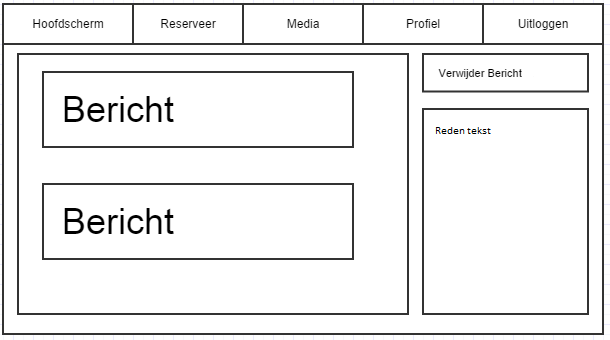 Hoofdscherm Reserveer Media Profiel Uitloggen
Bericht
Bericht
Verwijder Bericht
Reden tekst